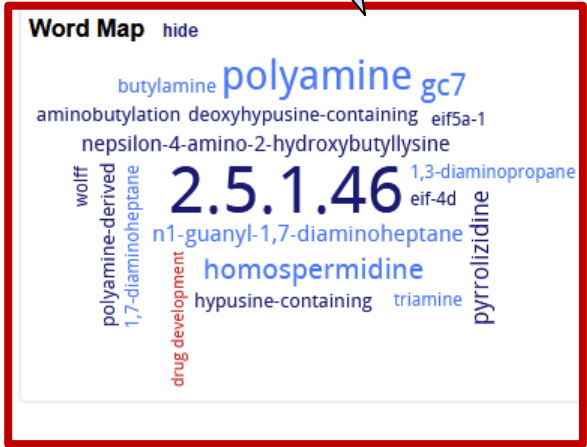 Word Map hide
butylamine polyamine gc7
aminobutylation deoxyhypusine-containing eif5a-1
nepsilon-4-amino-2-hydroxybutyllysine
wolff
polyamine-derived
1,7-diaminoheptane
2.5.1.46
1,3-diaminopropane
eif-4d
n1-guanyl-1,7-diaminoheptane
homospermidine
pyrrolizidine
drug development
hypusine-containing
triamine